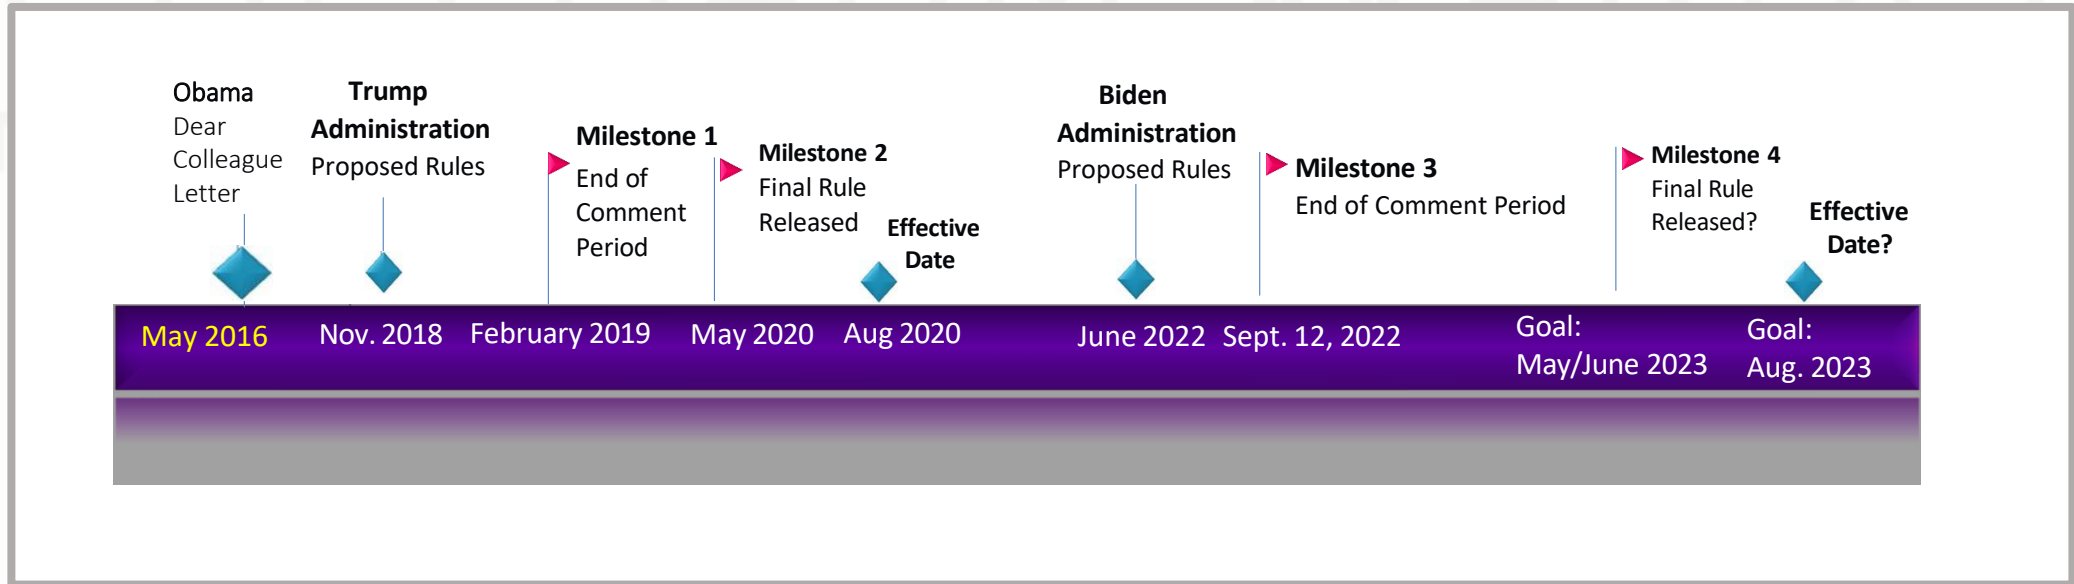 Obama
Dear
Colleague
Letter
Trump
Administration
Proposed Rules
Milestone 1
End of
Comment
Period
Milestone 2
Final Rule
Released
Effective
Date
Biden
Administration
Proposed Rules
Milestone 3
End of Comment Period
Milestone 4
Final Rule
Released?
Effective
Date?
May 2016
Nov. 2018
February 2019
May 2020
Aug 2020
June 2022
Sept. 12, 2022
Goal:
May/June 2023
Goal:
Aug. 2023